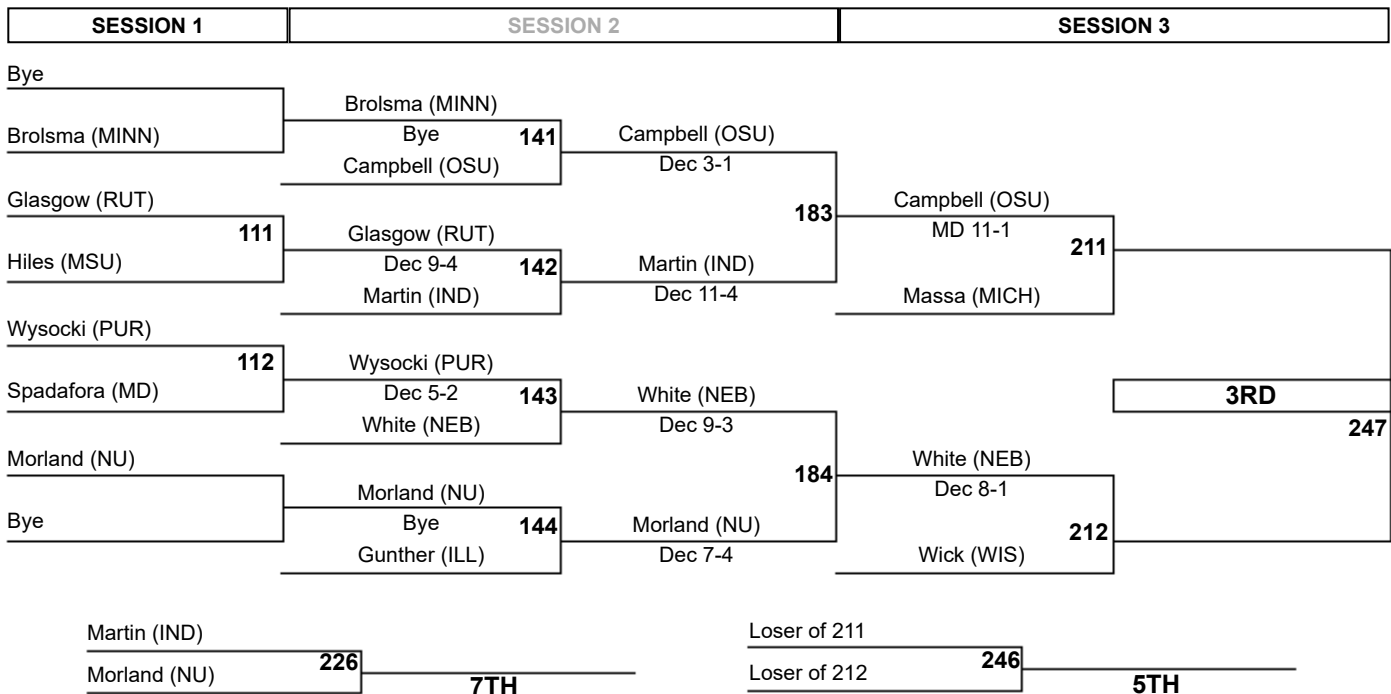 SESSION 1 SESSION 2 SESSION 3
Bye
Brolsma (MINN)
Brolsma (MINN)
Bye 141
Campbell (OSU)
Campbell (OSU)
Dec 3-1
Glasgow (RUT)
111
Hiles (MSU)
Glasgow (RUT)
Dec 9-4 142
Martin (IND)
Martin (IND)
Dec 11-4
183
Campbell (OSU)
MD 11-1
211
Massa (MICH)
Wysocki (PUR)
112
Spadafora (MD)
Wysocki (PUR)
Dec 5-2 143
White (NEB)
White (NEB)
Dec 9-3
Morland (NU)
Bye
Morland (NU)
Bye 144
Gunther (ILL)
Morland (NU)
Dec 7-4
184
White (NEB)
Dec 8-1
212
Wick (WIS)
3RD
247
Martin (IND)
226
Morland (NU)
7TH
Loser of 211
246
Loser of 212
5TH